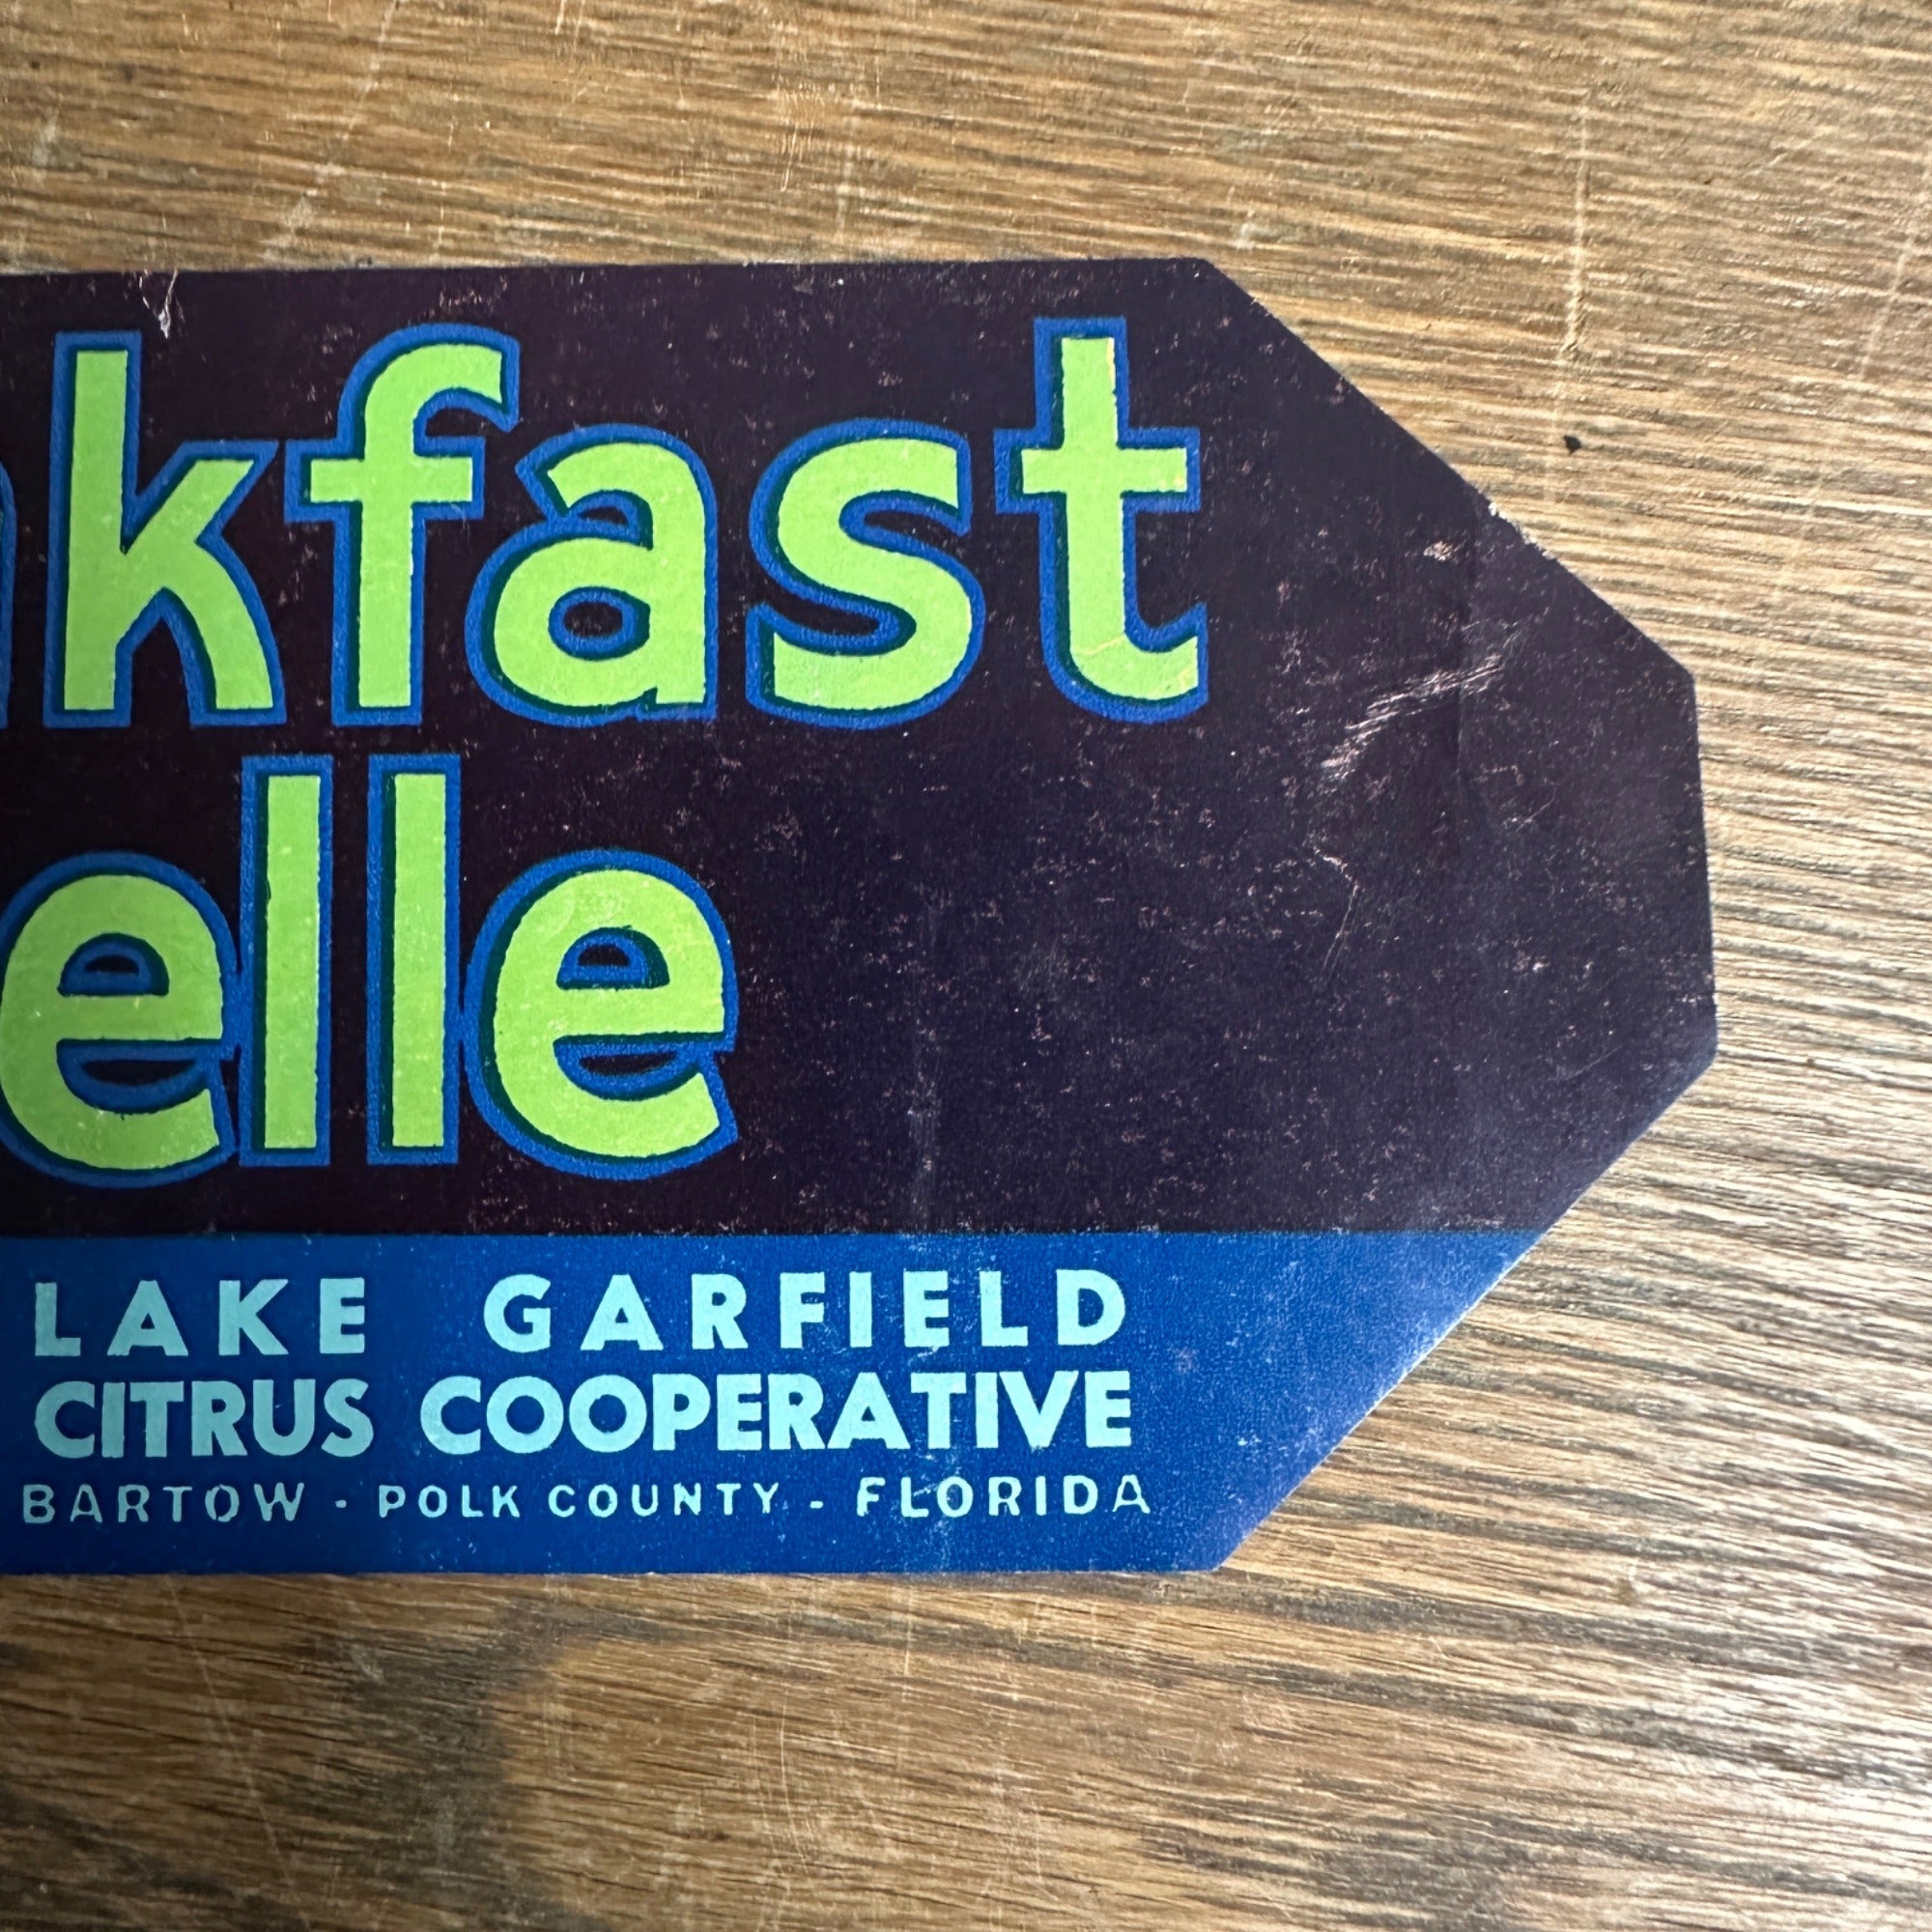 kfast
elle
LAKE GARFIELD
CITRUS COOPERATIVE
BARTOW - POLK COUNTY - FLORIDA